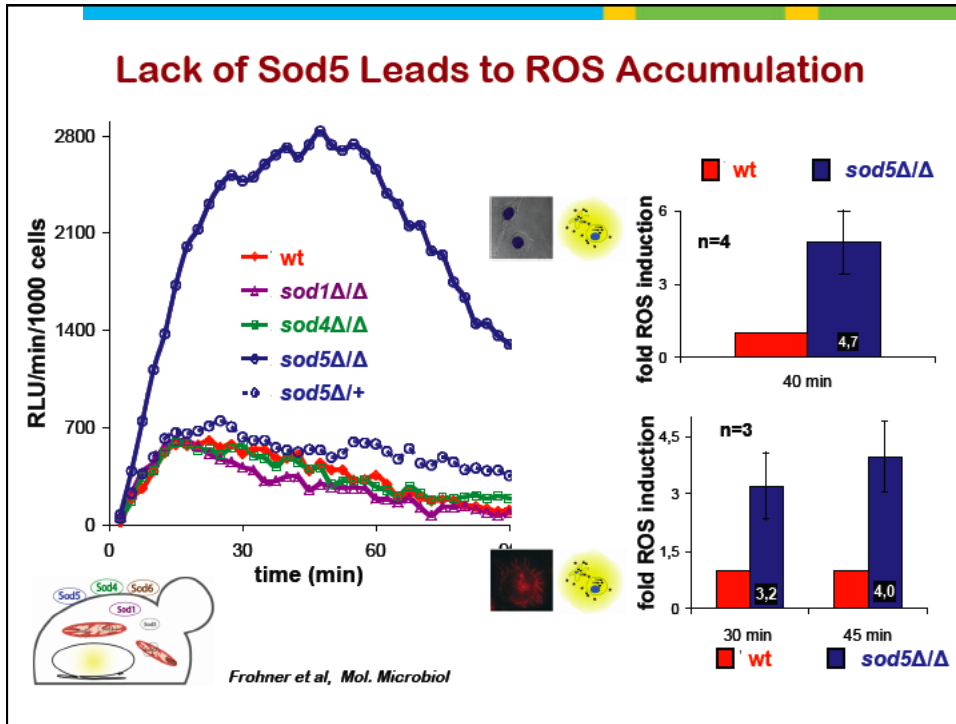 Lack of Sod5 Leads to ROS Accumulation
RLU/min/1000 cells
2800
2100
1400
700
0
0
30
60
time (min)
wt
sod1Δ/Δ
sod4Δ/Δ
sod5Δ/Δ
sod5Δ/+
wt
sod5Δ/Δ
fold ROS induction
6
3
0
n=4
4,7
40 min
fold ROS induction
4,5
3
1,5
0
n=3
3,2
4,0
30 min
45 min
wt
sod5Δ/Δ
Sod5
Sod4
Sod6
Sod1
Frohner et al, Mol. Microbiol